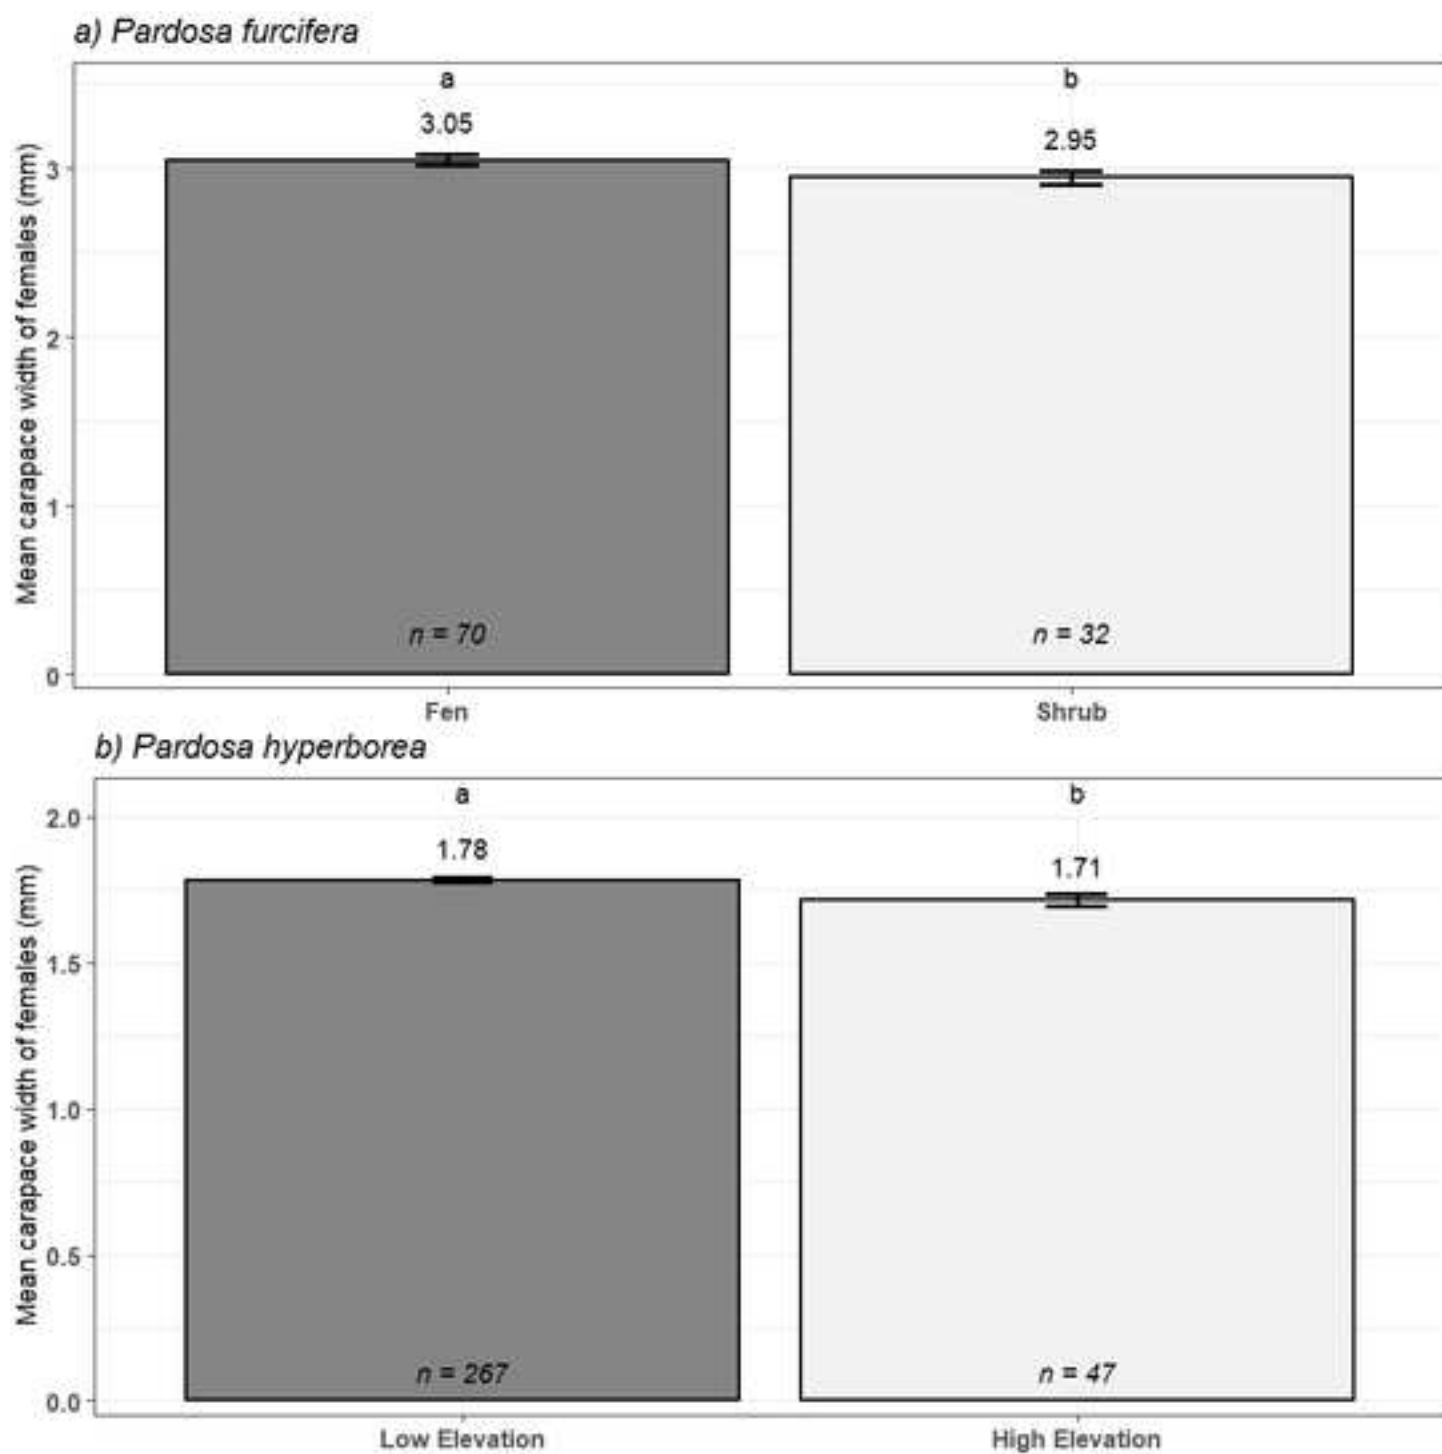 a) Pardosa furcifera
a b
3.05 2.95
Mean carapace width of females (mm)
3
2
1
0
n = 70 n = 32
Fen Shrub
b) Pardosa hyperborea
a b
1.78 1.71
Mean carapace width of females (mm)
2.0
1.5
1.0
0.5
0.0
n = 267 n = 47
Low Elevation High Elevation